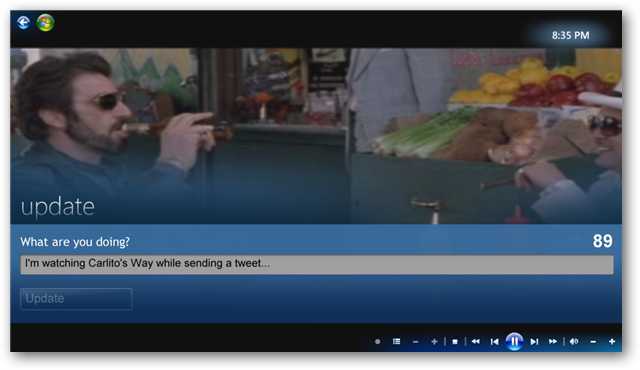 8:35 PM
update
What are you doing?
89
I'm watching Carlito's Way while sending a tweet...
Update